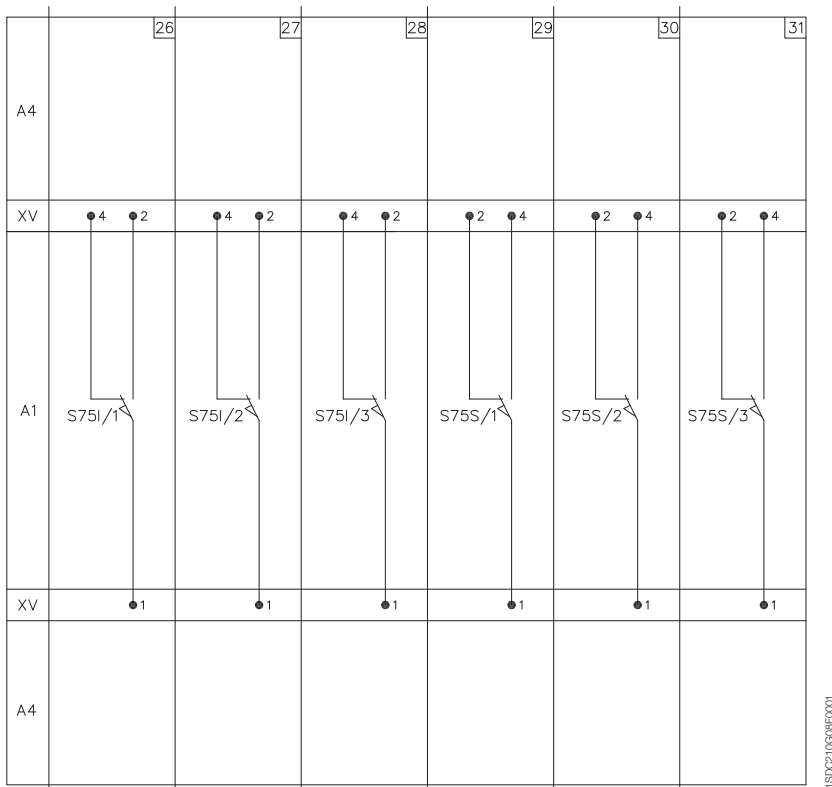 26 27 28 29 30 31
A4
XV 4 2 4 2 4 2 2 4 2 4 2 4
A1 S75I/1 S75I/2 S75I/3 S75S/1 S75S/2 S75S/3
XV 1 1 1 1 1 1
A4
1SDC210G08F0001